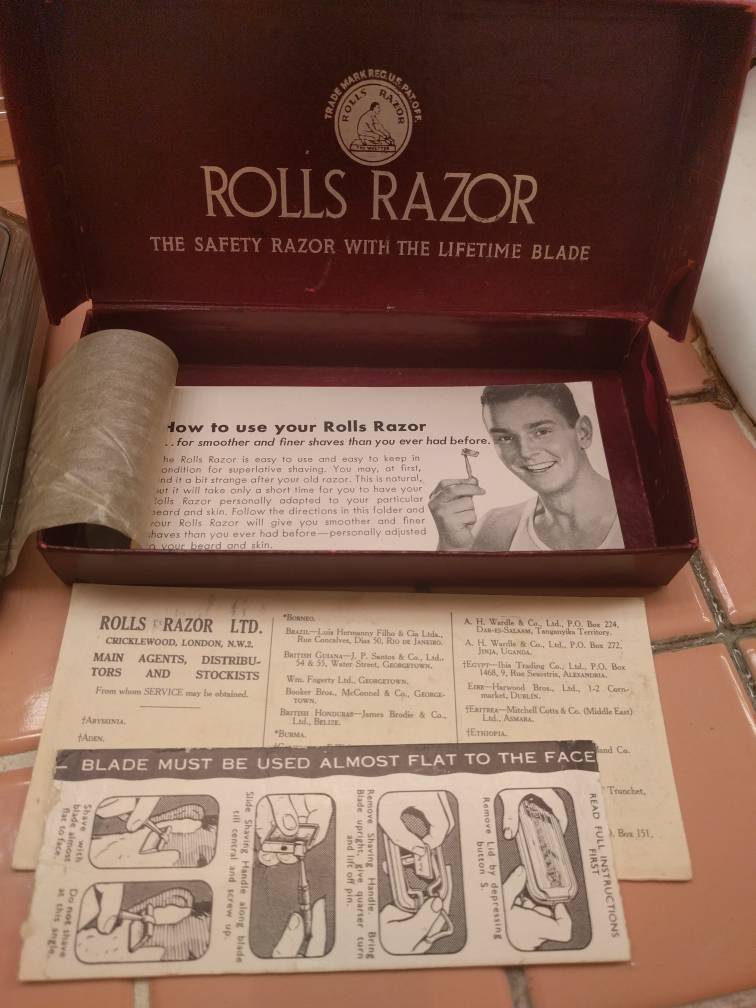 TRADE MARK REG. U.S. PAT. OFF.
ROLLS RAZOR
THE WHETTER
ROLLS RAZOR
THE SAFETY RAZOR WITH THE LIFETIME BLADE
How to use your Rolls Razor
. . for smoother and finer shaves than you ever had before.
he Rolls Razor is easy to use and easy to keep in
ondition for superlative shaving. You may, at first,
nd it a bit strange after your old razor. This is natural,
ut it will take only a short time for you to have your
olls Razor personally adapted to your particular
eard and skin. Follow the directions in this folder and
our Rolls Razor will give you smoother and finer
haves than you ever had before—personally adjusted
o your beard and skin.
ROLLS RAZOR LTD.
CRICKLEWOOD, LONDON, N.W.2,
MAIN AGENTS, DISTRIBU-
TORS AND STOCKISTS
From whom SERVICE may be obtained.
†ABYSSINIA.
†ADEN.
*BORNEO.
BRAZIL—Luis Hermanny Filho & Cia Ltda.,
Rua Goncalves, Dias 50, RIO DE JANEIRO.
BRITISH GUIANA—J. P. Santos & Co., Ltd.,
54 & 55, Water Street, GEORGETOWN.
Wm. Fogerty Ltd., GEORGETOWN.
Booker Bros., McConnel & Co., GEORGE-
TOWN.
BRITISH HONDURAS—James Brodie & Co.,
Ltd., BELIZE.
*BURMA.
A. H. Wardle & Co., Ltd., P.O. Box 224,
DAR-ES-SALAAM, Tanganyika Territory.
A. H. Wardle & Co., Ltd., P.O. Box 272,
JINJA, UGANDA.
†EGYPT—Ibis Trading Co., Ltd., P.O. Box
1468, 9, Rue Sesostris, ALEXANDRIA.
EIRE—Harwood Bros., Ltd., 1-2 Corn-
market, DUBLIN.
†ERITREA—Mitchell Cotts & Co. (Middle East)
Ltd., ASMARA.
†ETHIOPIA.
land Co.
Tranchet,
Box 151,
BLADE MUST BE USED ALMOST FLAT TO THE FACE
READ FULL INSTRUCTIONS
FIRST
Remove Lid by depressing
button S.
Remove Shaving Handle. Bring
Blade upright, give quarter turn
and lift off pin.
Slide Shaving Handle along blade
till central and screw up.
Shave with
blade almost
flat to face.
Do not shave
at this angle.